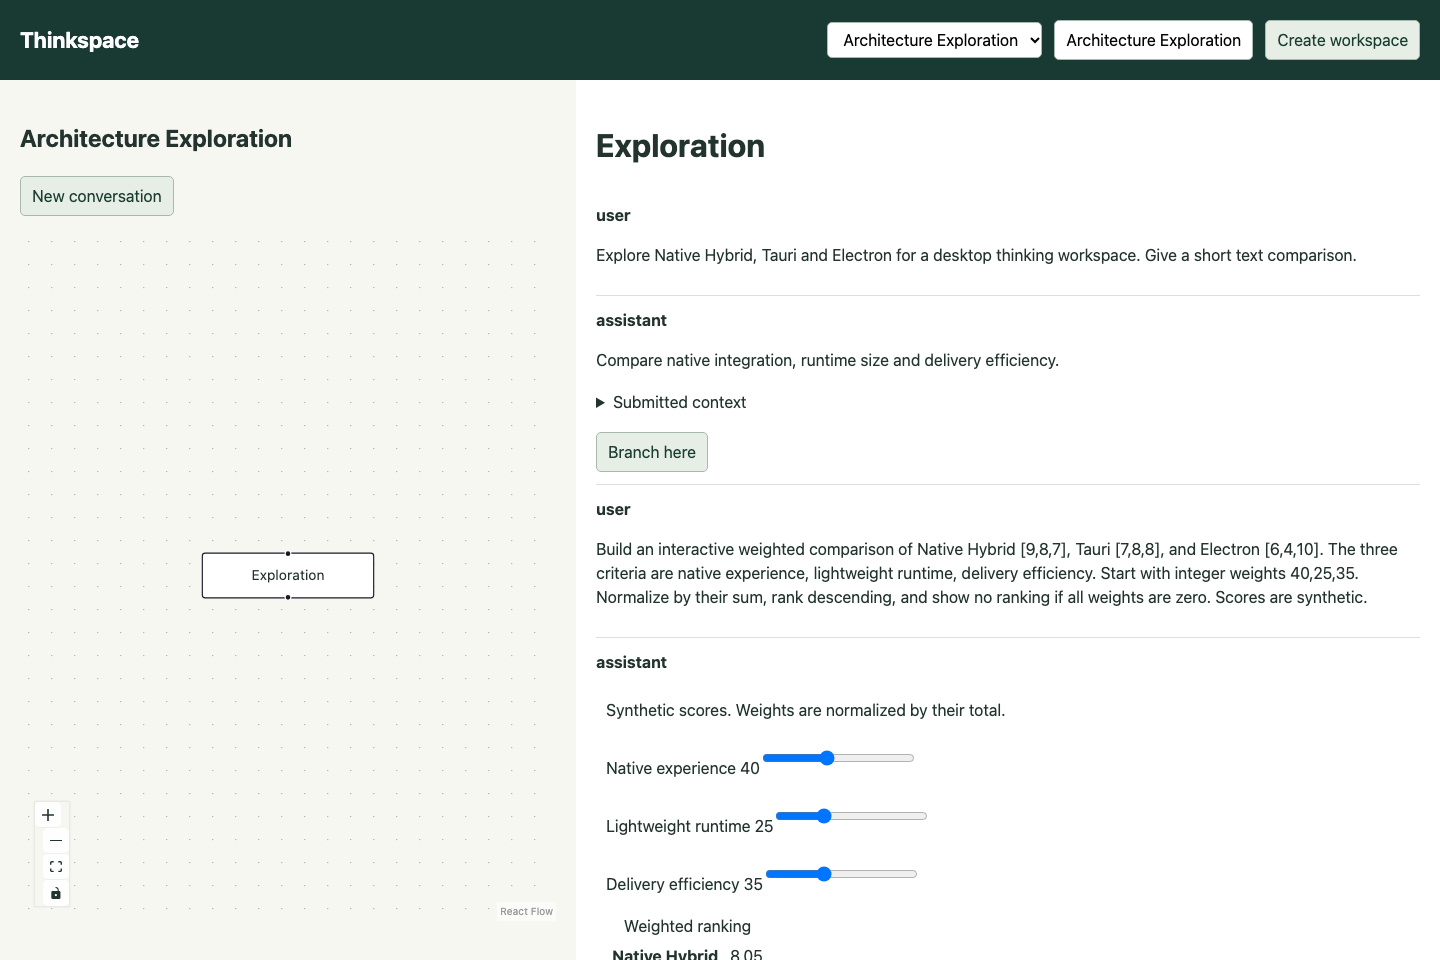 Thinkspace
Architecture Exploration
Architecture Exploration
Create workspace
Architecture Exploration
New conversation
Exploration
React Flow
Exploration
user
Explore Native Hybrid, Tauri and Electron for a desktop thinking workspace. Give a short text comparison.
assistant
Compare native integration, runtime size and delivery efficiency.
Submitted context
Branch here
user
Build an interactive weighted comparison of Native Hybrid [9,8,7], Tauri [7,8,8], and Electron [6,4,10]. The three
criteria are native experience, lightweight runtime, delivery efficiency. Start with integer weights 40,25,35.
Normalize by their sum, rank descending, and show no ranking if all weights are zero. Scores are synthetic.
assistant
Synthetic scores. Weights are normalized by their total.
Native experience 40
Lightweight runtime 25
Delivery efficiency 35
Weighted ranking
Native Hybrid 8.05